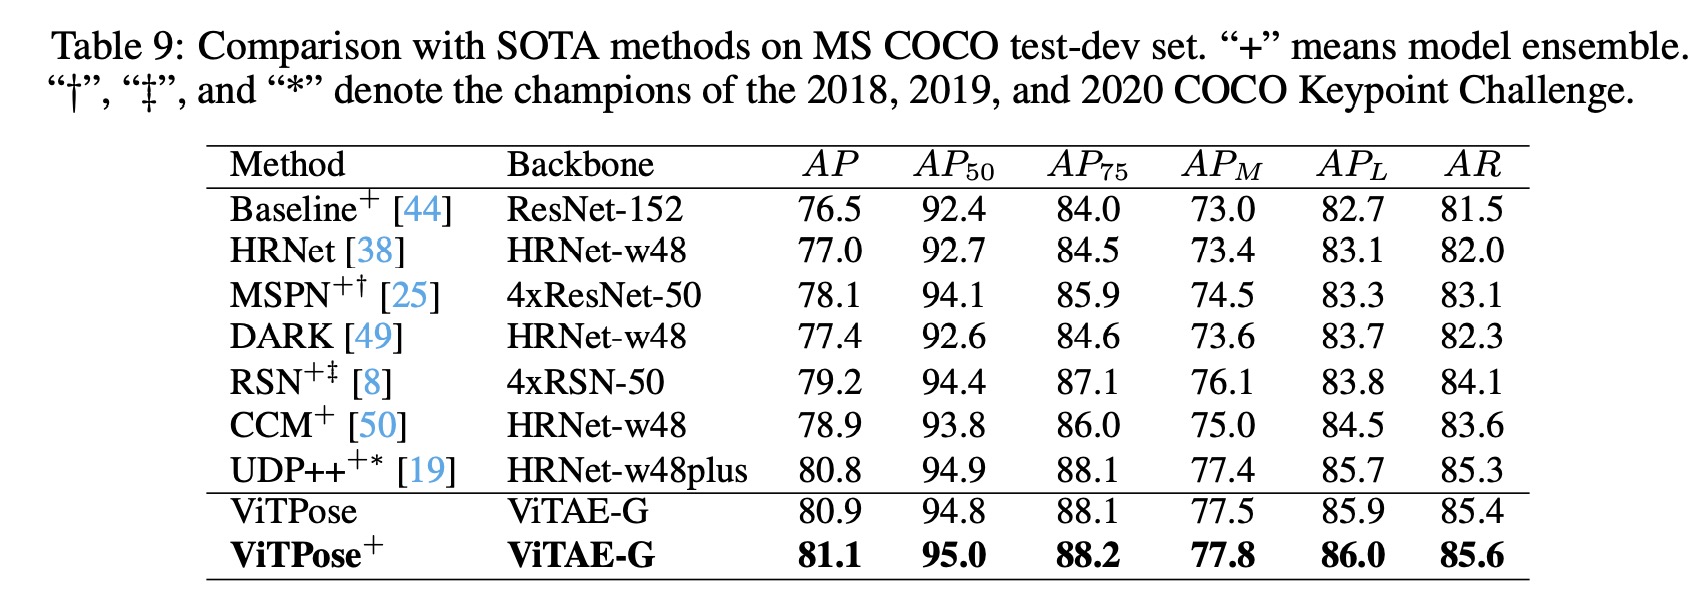 Table 9: Comparison with SOTA methods on MS COCO test-dev set. “+” means model ensemble.
“†”, “‡”, and “*” denote the champions of the 2018, 2019, and 2020 COCO Keypoint Challenge.
Method Backbone AP AP50 AP75 APM APL AR
Baseline+ [44] ResNet-152 76.5 92.4 84.0 73.0 82.7 81.5
HRNet [38] HRNet-w48 77.0 92.7 84.5 73.4 83.1 82.0
MSPN+† [25] 4xResNet-50 78.1 94.1 85.9 74.5 83.3 83.1
DARK [49] HRNet-w48 77.4 92.6 84.6 73.6 83.7 82.3
RSN+‡ [8] 4xRSN-50 79.2 94.4 87.1 76.1 83.8 84.1
CCM+ [50] HRNet-w48 78.9 93.8 86.0 75.0 84.5 83.6
UDP+++* [19] HRNet-w48plus 80.8 94.9 88.1 77.4 85.7 85.3
ViTPose ViTAE-G 80.9 94.8 88.1 77.5 85.9 85.4
ViTPose+ ViTAE-G 81.1 95.0 88.2 77.8 86.0 85.6